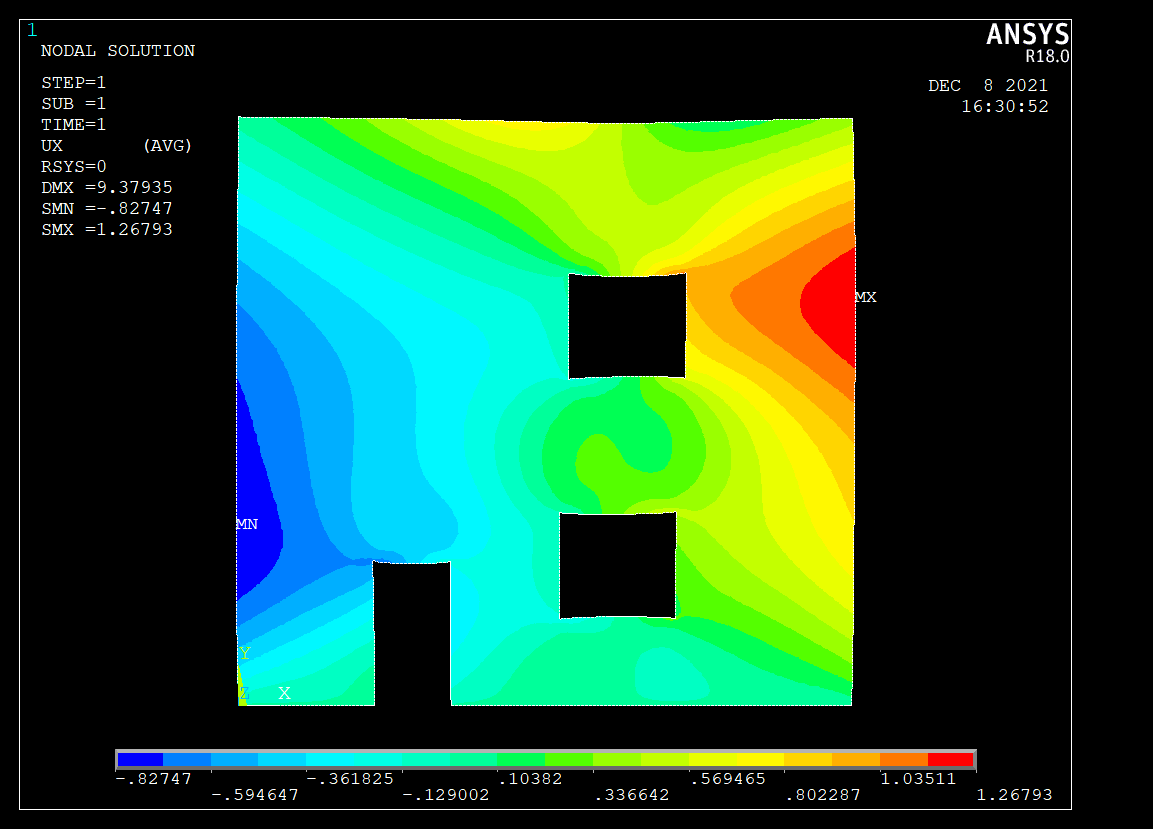 1
NODAL SOLUTION
STEP=1
SUB =1
TIME=1
UX (AVG)
RSYS=0
DMX =9.37935
SMN =-.82747
SMX =1.26793
ANSYS
R18.0
DEC 8 2021
16:30:52
MX
MN
Y
Z X
-.82747 -.361825 .10382 .569465 1.03511
-.594647 -.129002 .336642 .802287 1.26793